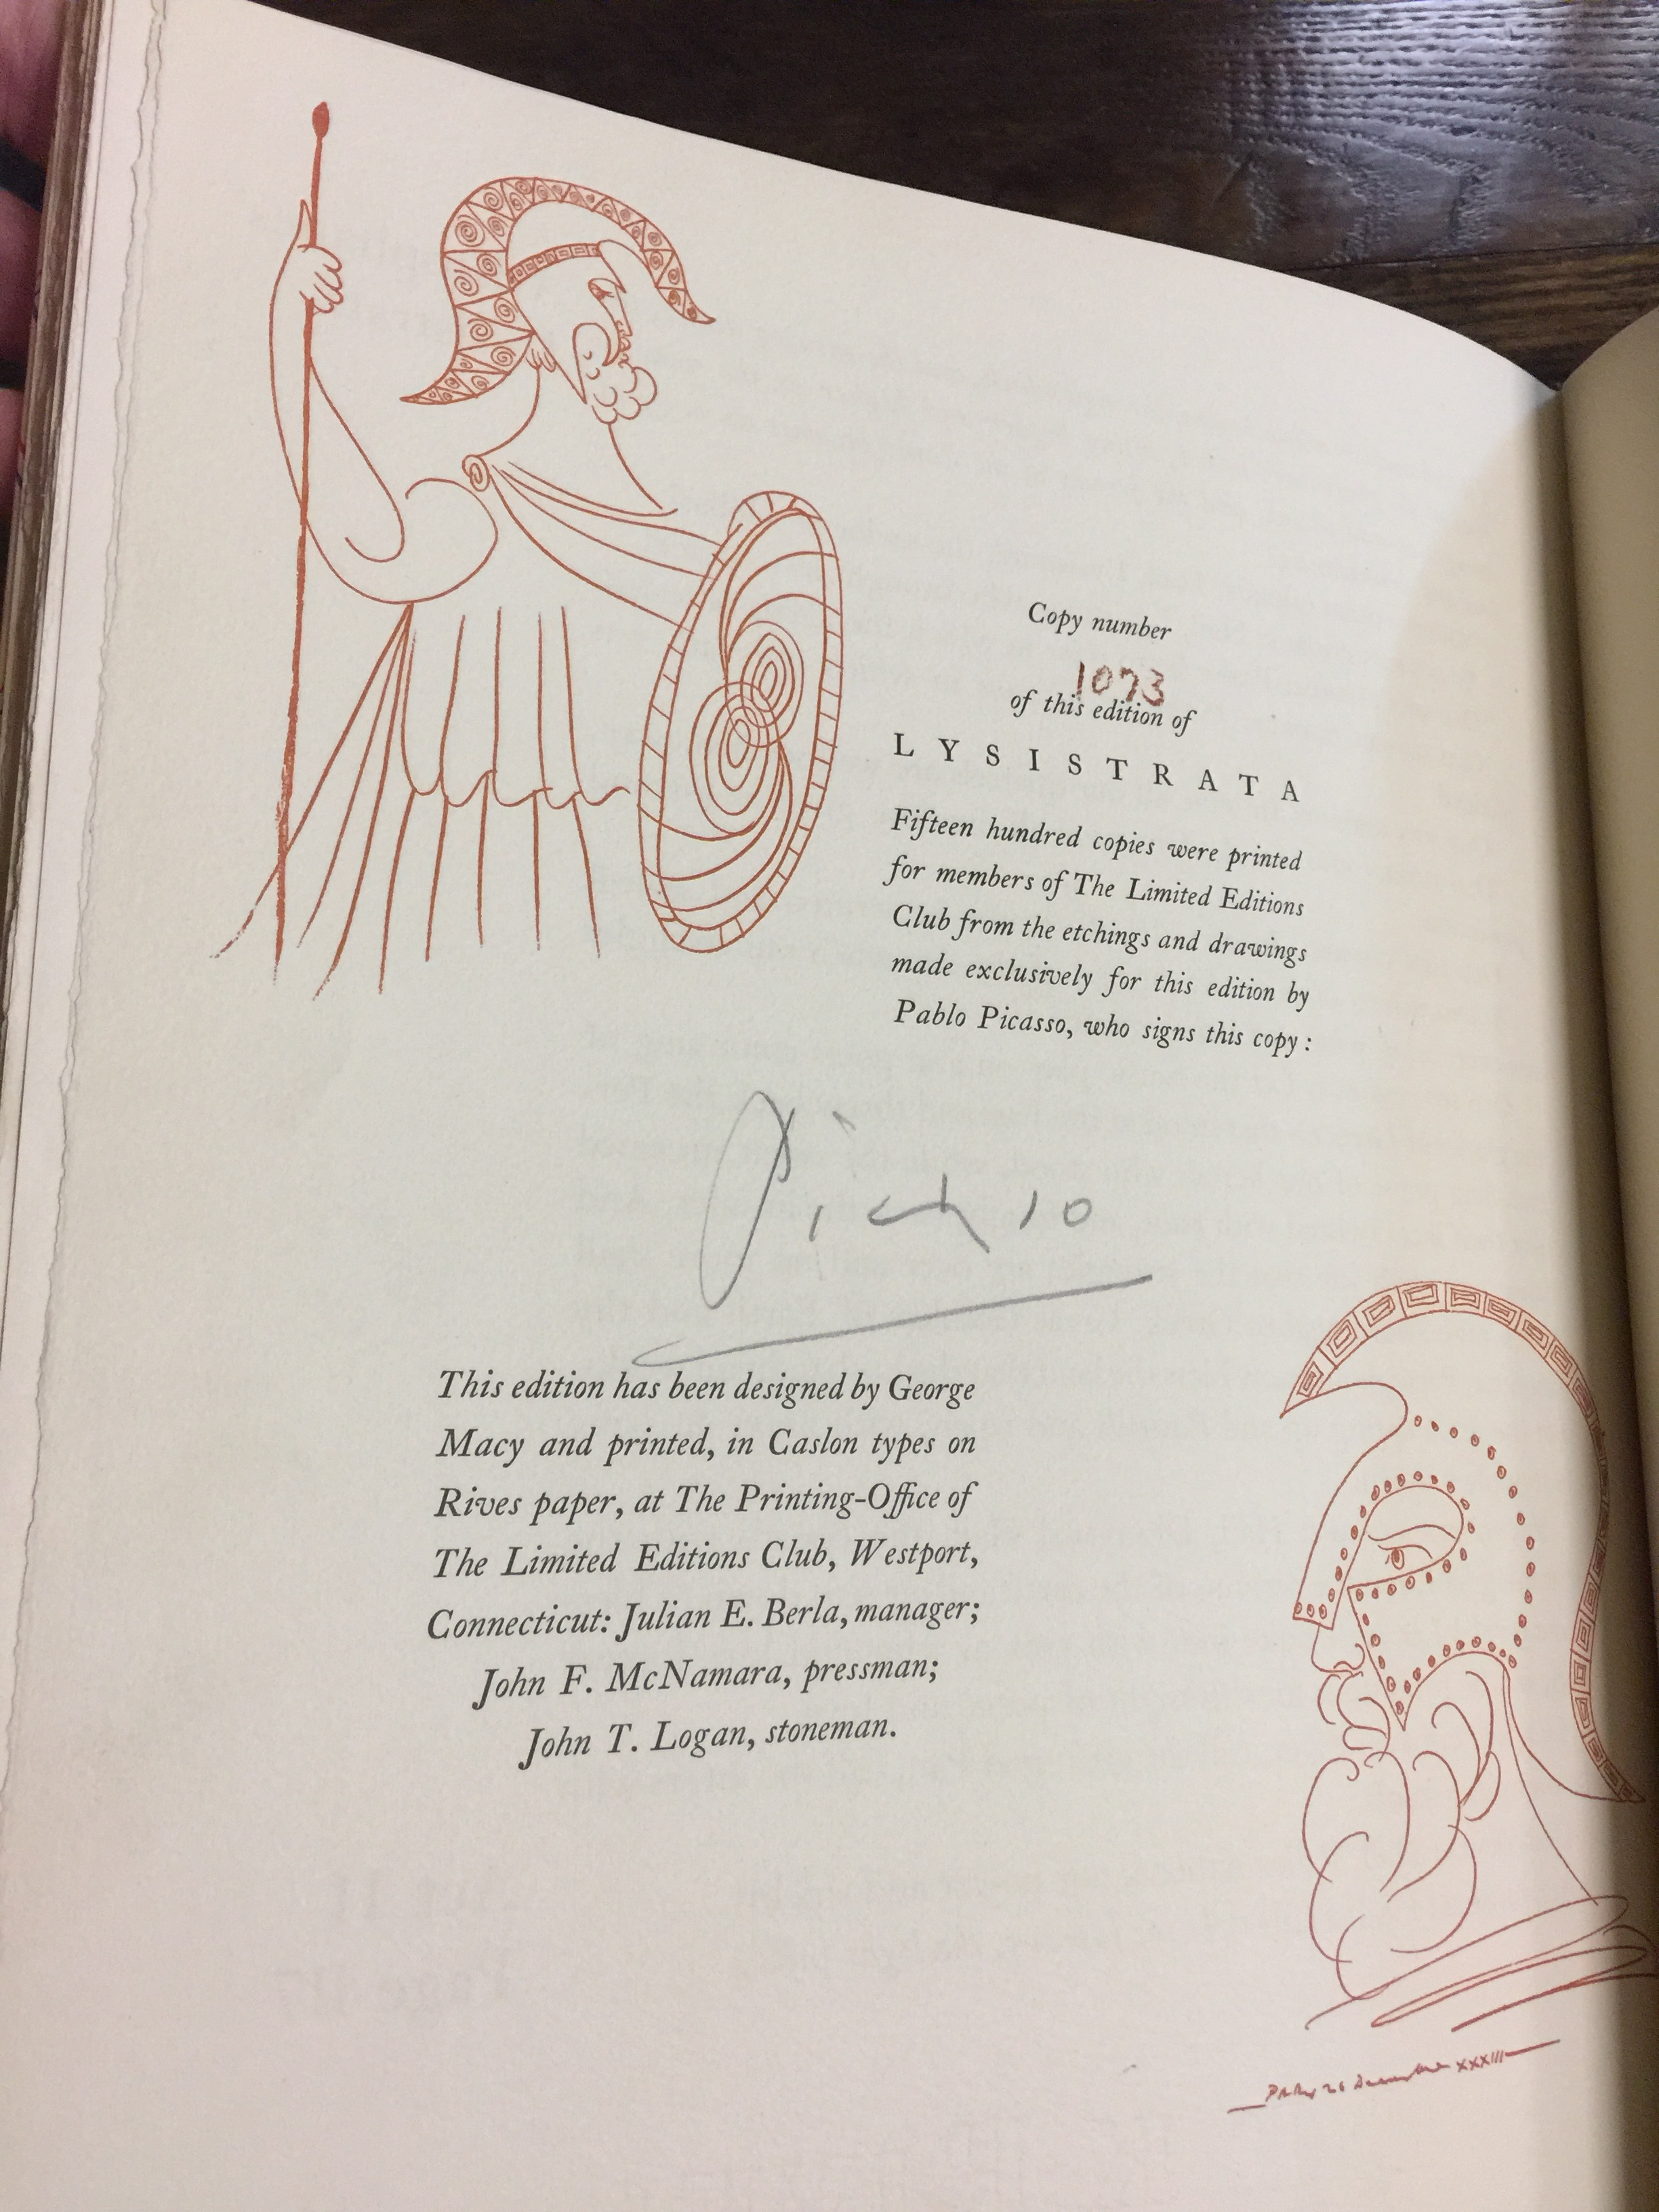 Copy number
1073
of this edition of
LYSISTRATA
Fifteen hundred copies were printed
for members of The Limited Editions
Club from the etchings and drawings
made exclusively for this edition by
Pablo Picasso, who signs this copy :
Picasso
This edition has been designed by George
Macy and printed, in Caslon types on
Rives paper, at The Printing-Office of
The Limited Editions Club, Westport,
Connecticut: Julian E. Berla, manager;
John F. McNamara, pressman;
John T. Logan, stoneman.
XXXIII